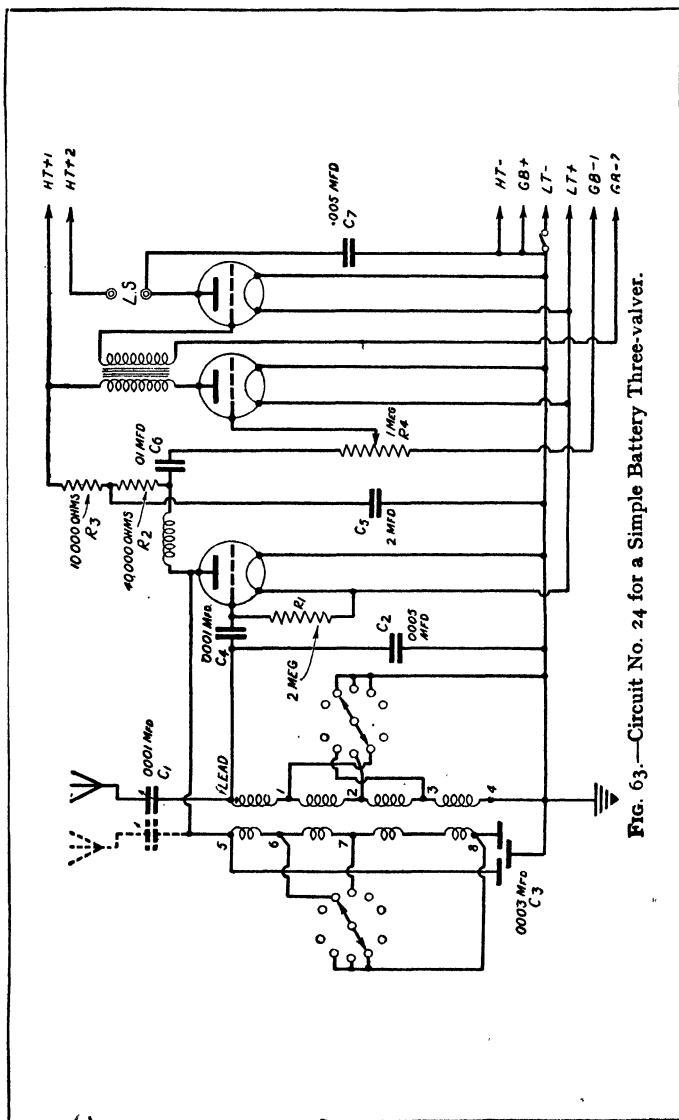 HT+1
HT+2
L.S
·005 MFD
C7
HT-
GB+
LT-
LT+
GB-1
10000 OHMS
R3
40,000 OHMS
R2
01 MFD
C6
1 MEG
R4
C5
2 MFD
0001 MFD.
C4
R1
2 MEG
C2
0005
MFD
0001 MFD
C1
LEAD
1
2
3
4
5
6
7
8
0003 MFD
C3
FIG. 63.—Circuit No. 24 for a Simple Battery Three-valver.